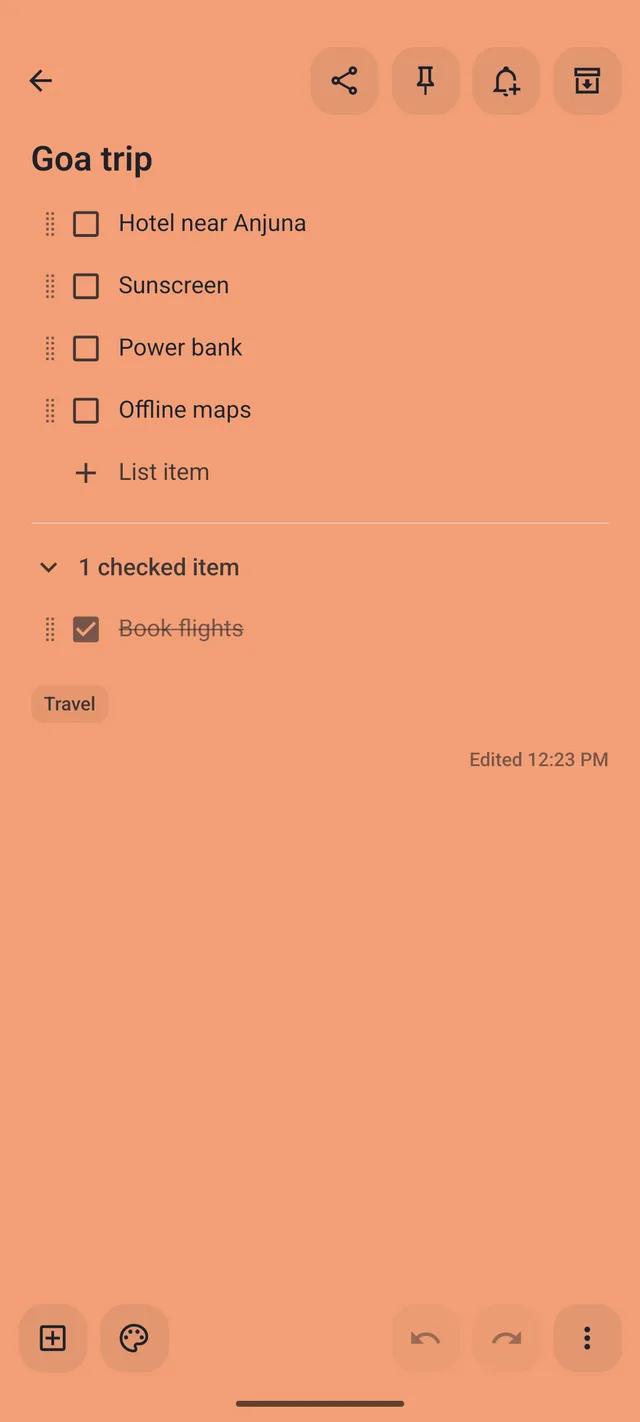 Goa trip
Hotel near Anjuna
Sunscreen
Power bank
Offline maps
List item
1 checked item
Book flights
Travel
Edited 12:23 PM